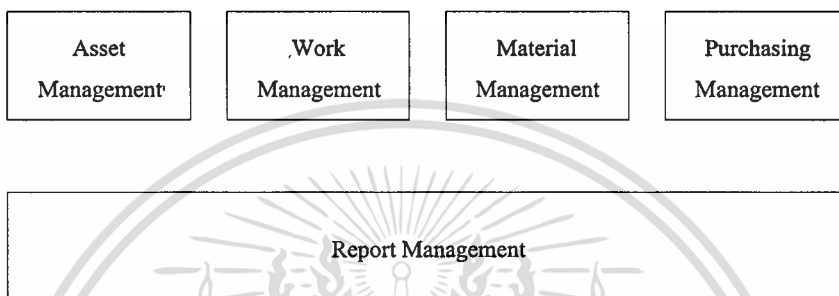 Asset
Management
Work
Management
Material
Management
Purchasing
Management
Report Management